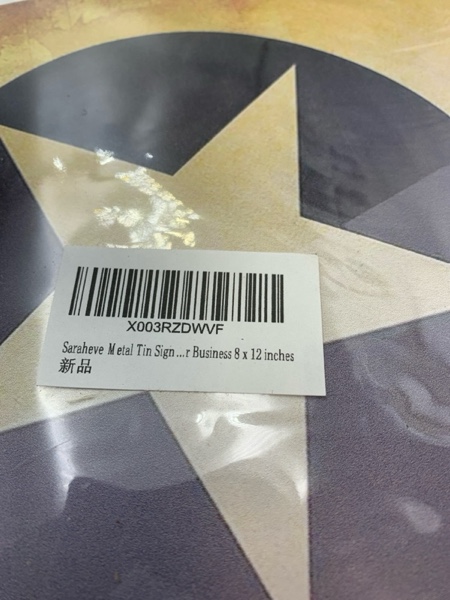 X003RZDWVF
Saraheve Metal Tin Sign...r Business 8 x 12 inches
新品